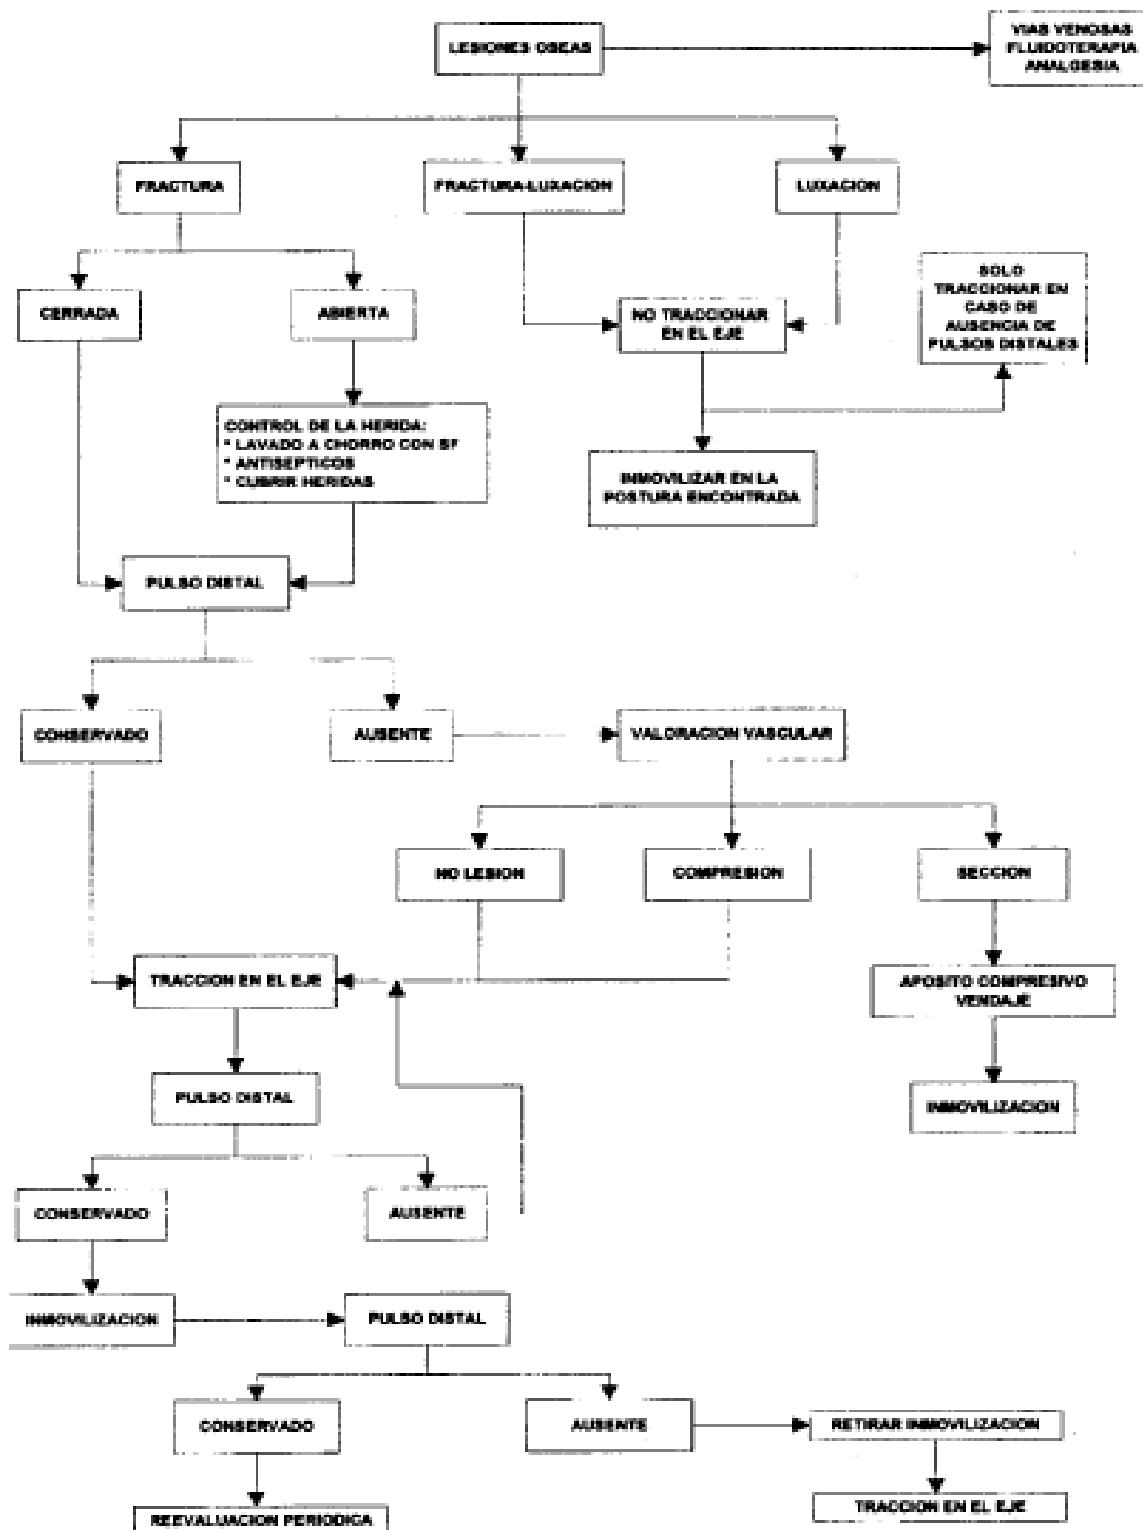 LESIONES OSEAS
VIAS VENOSAS
FLUIDOTERAPIA
ANALGESIA
FRACTURA
FRACTURA-LUXACION
LUXACION
CERRADA
ABIERTA
NO TRACCIONAR
EN EL EJE
SOLO
TRACCIONAR EN
CASO DE
AUSENCIA DE
PULSOS DISTALES
CONTROL DE LA HERIDA:
* LAVADO A CHORRO CON SF
* ANTISEPTICOS
* CUBRIR HERIDAS
INMOVILIZAR EN LA
POSTURA ENCONTRADA
PULSO DISTAL
CONSERVADO
AUSENTE
VALORACION VASCULAR
NO LESION
COMPRESION
SECCION
TRACCION EN EL EJE
APOSITO COMPRESIVO
VENDAJE
PULSO DISTAL
INMOVILIZACION
CONSERVADO
AUSENTE
INMOVILIZACION
PULSO DISTAL
CONSERVADO
AUSENTE
RETIRAR INMOVILIZACION
REEVALUACION PERIODICA
TRACCION EN EL EJE